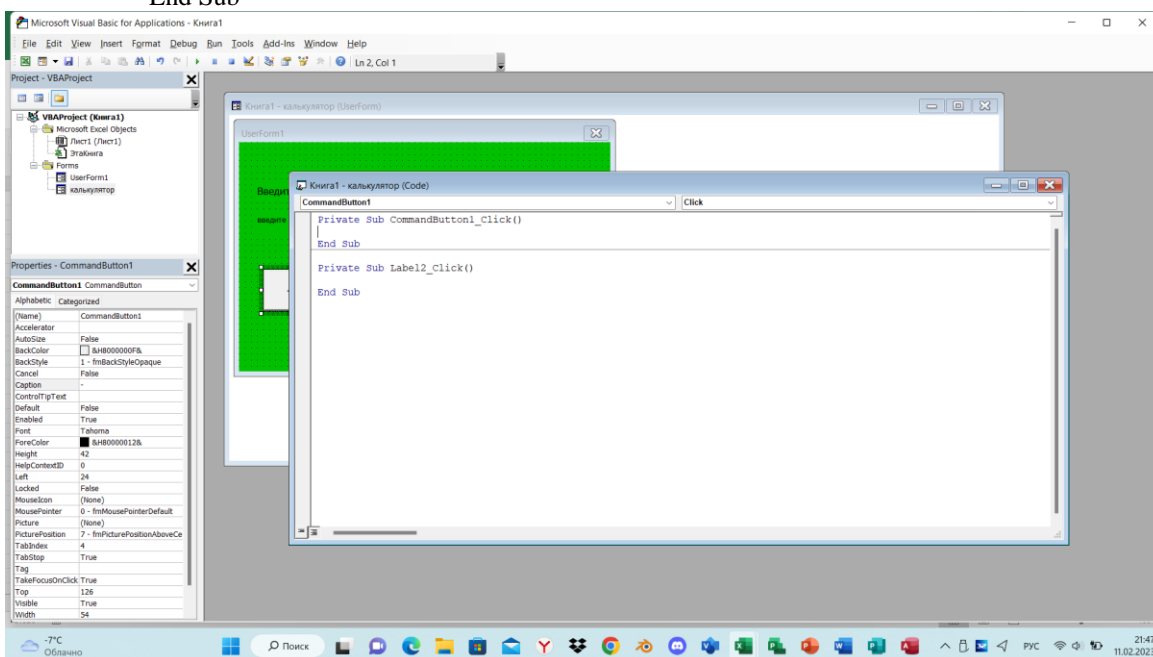 End Sub
Microsoft Visual Basic for Applications - Книга1
File Edit View Insert Format Debug Run Tools Add-Ins Window Help
Ln 2, Col 1
Project - VBAProject
VBAProject (Книга1)
Microsoft Excel Objects
Лист1 (Лист1)
ЭтаКнига
Forms
UserForm1
калькулятор
Книга1 - калькулятор (UserForm)
UserForm1
Введит
введите
Книга1 - калькулятор (Code)
CommandButton1 Click
Private Sub CommandButton1_Click()
End Sub
Private Sub Label2_Click()
End Sub
Properties - CommandButton1
CommandButton1 CommandButton
Alphabetic Categorized
(Name) CommandButton1
Accelerator
AutoSize False
BackColor &H8000000F&
BackStyle 1 - fmBackStyleOpaque
Cancel False
Caption -
ControlTipText
Default False
Enabled True
Font Tahoma
ForeColor &H80000012&
Height 42
HelpContextID 0
Left 24
Locked False
MouseIcon (None)
MousePointer 0 - fmMousePointerDefault
Picture (None)
PicturePosition 7 - fmPicturePositionAboveCe
TabIndex 4
TabStop True
Tag
TakeFocusOnClick True
Top 126
Visible True
Width 54
-7°C
Облачно
Поиск
РУС
21:47
11.02.2023